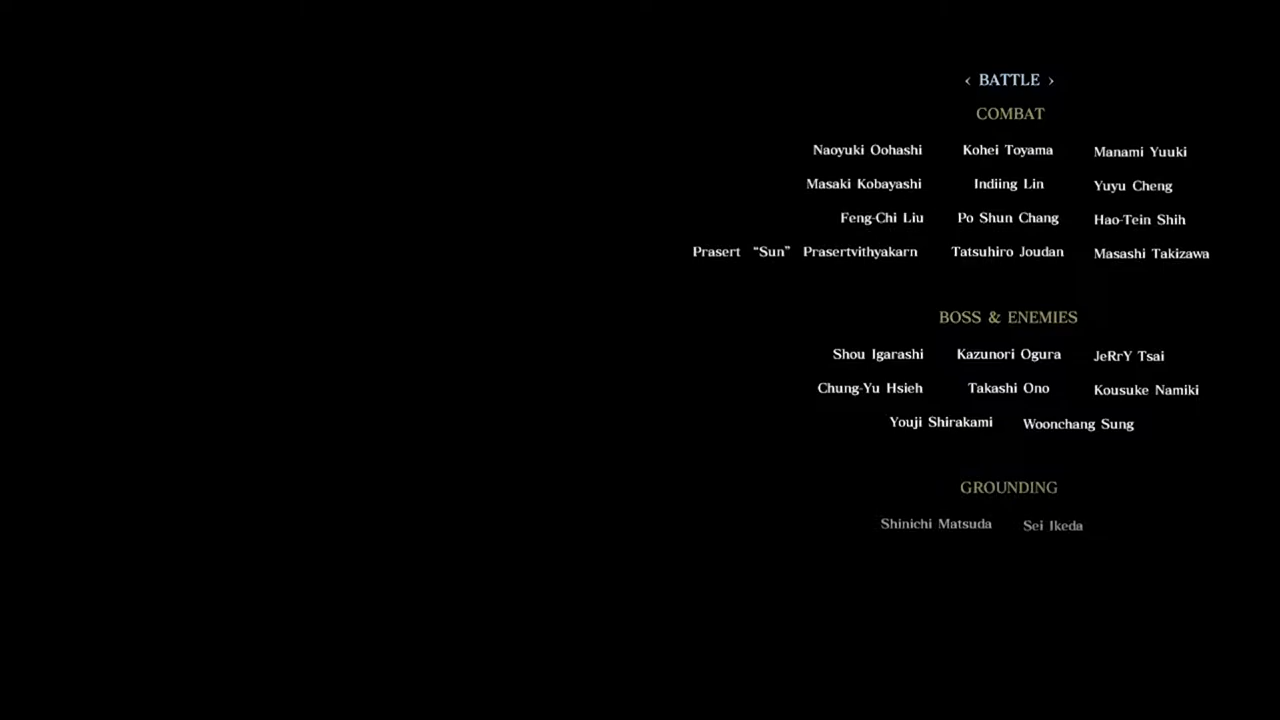 ‹ BATTLE ›
COMBAT
Naoyuki Oohashi Kohei Toyama Manami Yuuki
Masaki Kobayashi Indiing Lin Yuyu Cheng
Feng-Chi Liu Po Shun Chang Hao-Tein Shih
Prasert “Sun” Prasertvithyakarn Tatsuhiro Joudan Masashi Takizawa
BOSS & ENEMIES
Shou Igarashi Kazunori Ogura JeRrY Tsai
Chung-Yu Hsieh Takashi Ono Kousuke Namiki
Youji Shirakami Woonchang Sung
GROUNDING
Shinichi Matsuda Sei Ikeda